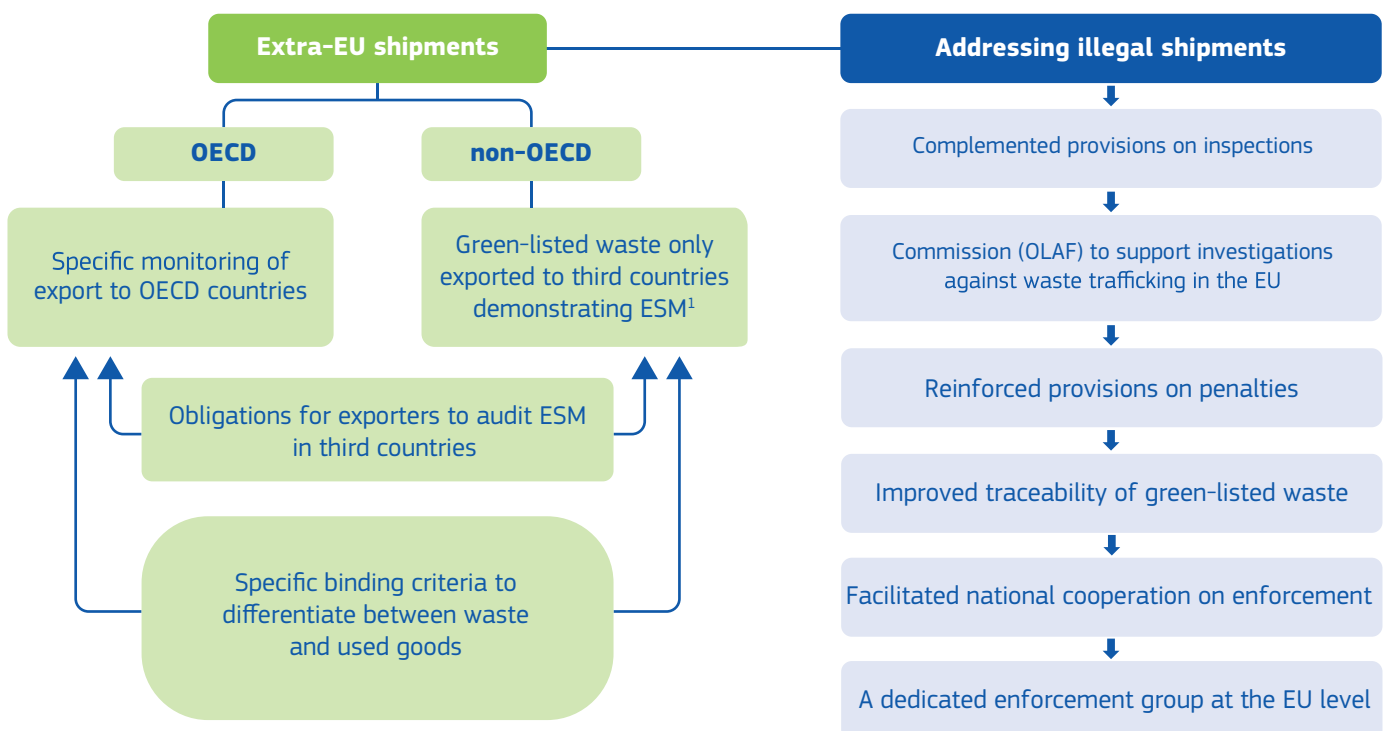 Extra-EU shipments
OECD
non-OECD
Specific monitoring of
export to OECD countries
Green-listed waste only
exported to third countries
demonstrating ESM¹
Obligations for exporters to audit ESM
in third countries
Specific binding criteria to
differentiate between waste
and used goods
Addressing illegal shipments
Complemented provisions on inspections
Commission (OLAF) to support investigations
against waste trafficking in the EU
Reinforced provisions on penalties
Improved traceability of green-listed waste
Facilitated national cooperation on enforcement
A dedicated enforcement group at the EU level